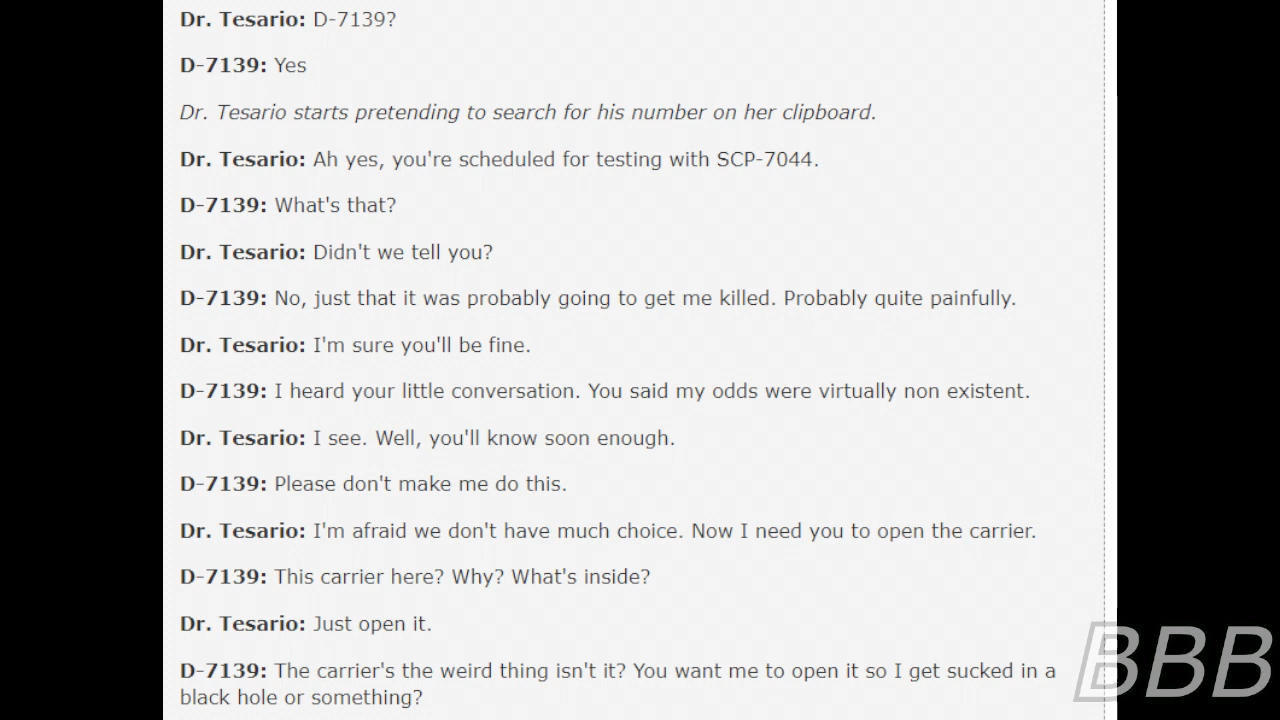 Dr. Tesario: D-7139?
D-7139: Yes
Dr. Tesario starts pretending to search for his number on her clipboard.
Dr. Tesario: Ah yes, you're scheduled for testing with SCP-7044.
D-7139: What's that?
Dr. Tesario: Didn't we tell you?
D-7139: No, just that it was probably going to get me killed. Probably quite painfully.
Dr. Tesario: I'm sure you'll be fine.
D-7139: I heard your little conversation. You said my odds were virtually non existent.
Dr. Tesario: I see. Well, you'll know soon enough.
D-7139: Please don't make me do this.
Dr. Tesario: I'm afraid we don't have much choice. Now I need you to open the carrier.
D-7139: This carrier here? Why? What's inside?
Dr. Tesario: Just open it.
D-7139: The carrier's the weird thing isn't it? You want me to open it so I get sucked in a
black hole or something?
BBB